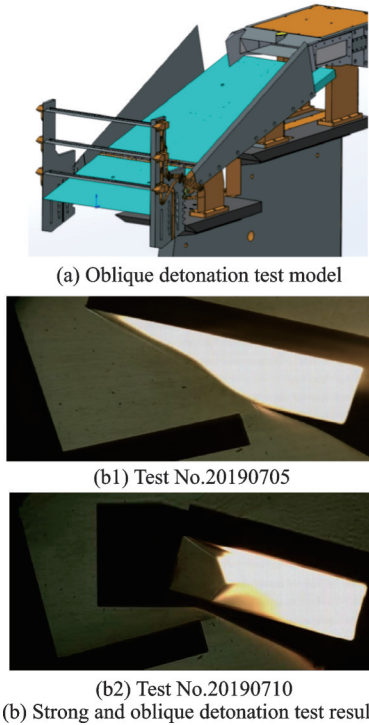 (a) Oblique detonation test model
(b1) Test No.20190705
(b2) Test No.20190710
(b) Strong and oblique detonation test resul